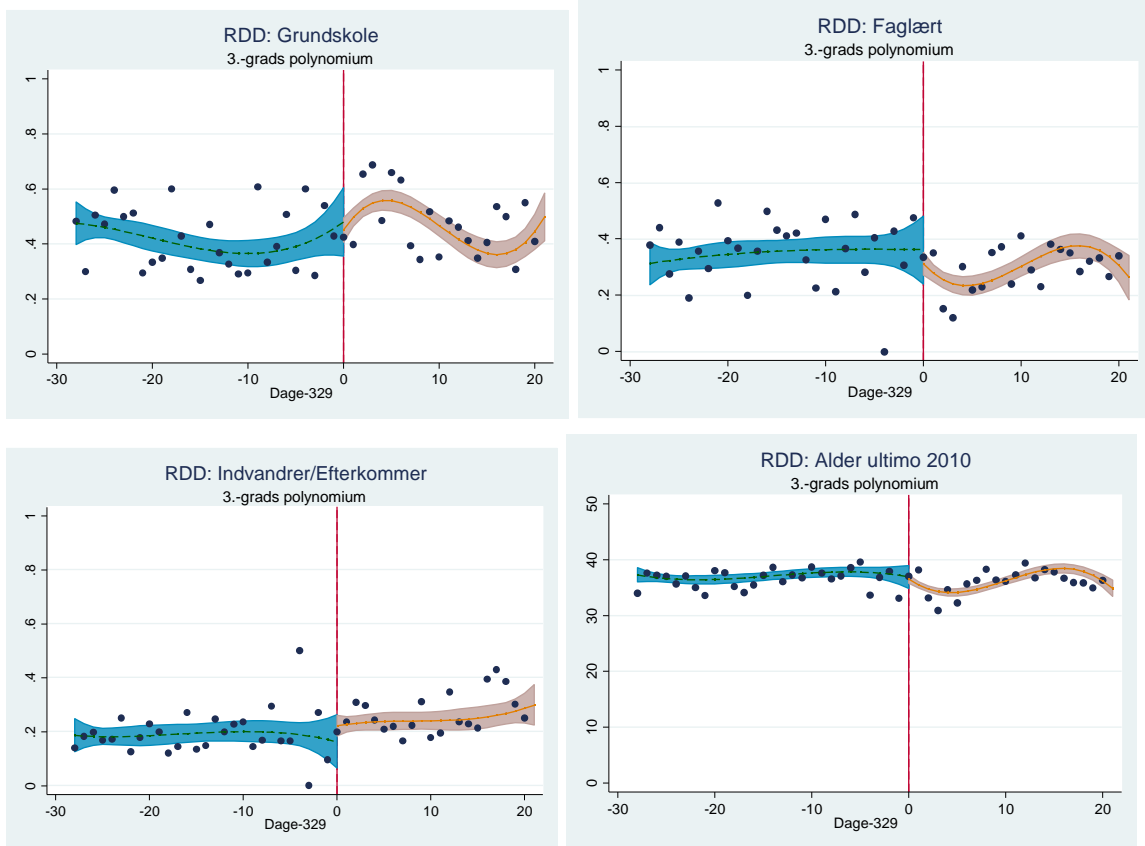 RDD: Grundskole
3.-grads polynomium
1
.8
.6
.4
.2
0
-30 -20 -10 0 10 20
Dage-329
RDD: Faglært
3.-grads polynomium
1
.8
.6
.4
.2
0
-30 -20 -10 0 10 20
Dage-329
RDD: Indvandrer/Efterkommer
3.-grads polynomium
1
.8
.6
.4
.2
0
-30 -20 -10 0 10 20
Dage-329
RDD: Alder ultimo 2010
3.-grads polynomium
50
40
30
20
10
0
-30 -20 -10 0 10 20
Dage-329